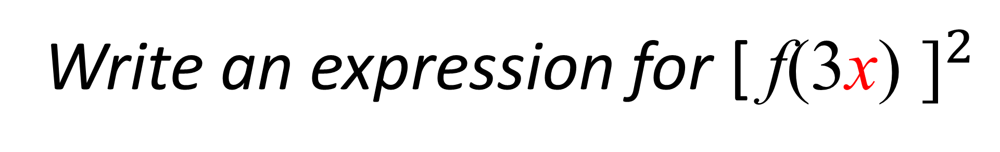 Write an expression for [ f(3x) ]²